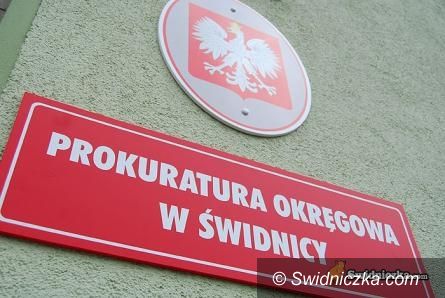 PROKURATURA OKRĘGOWA
W ŚWIDNICY
© Swidniczka.com